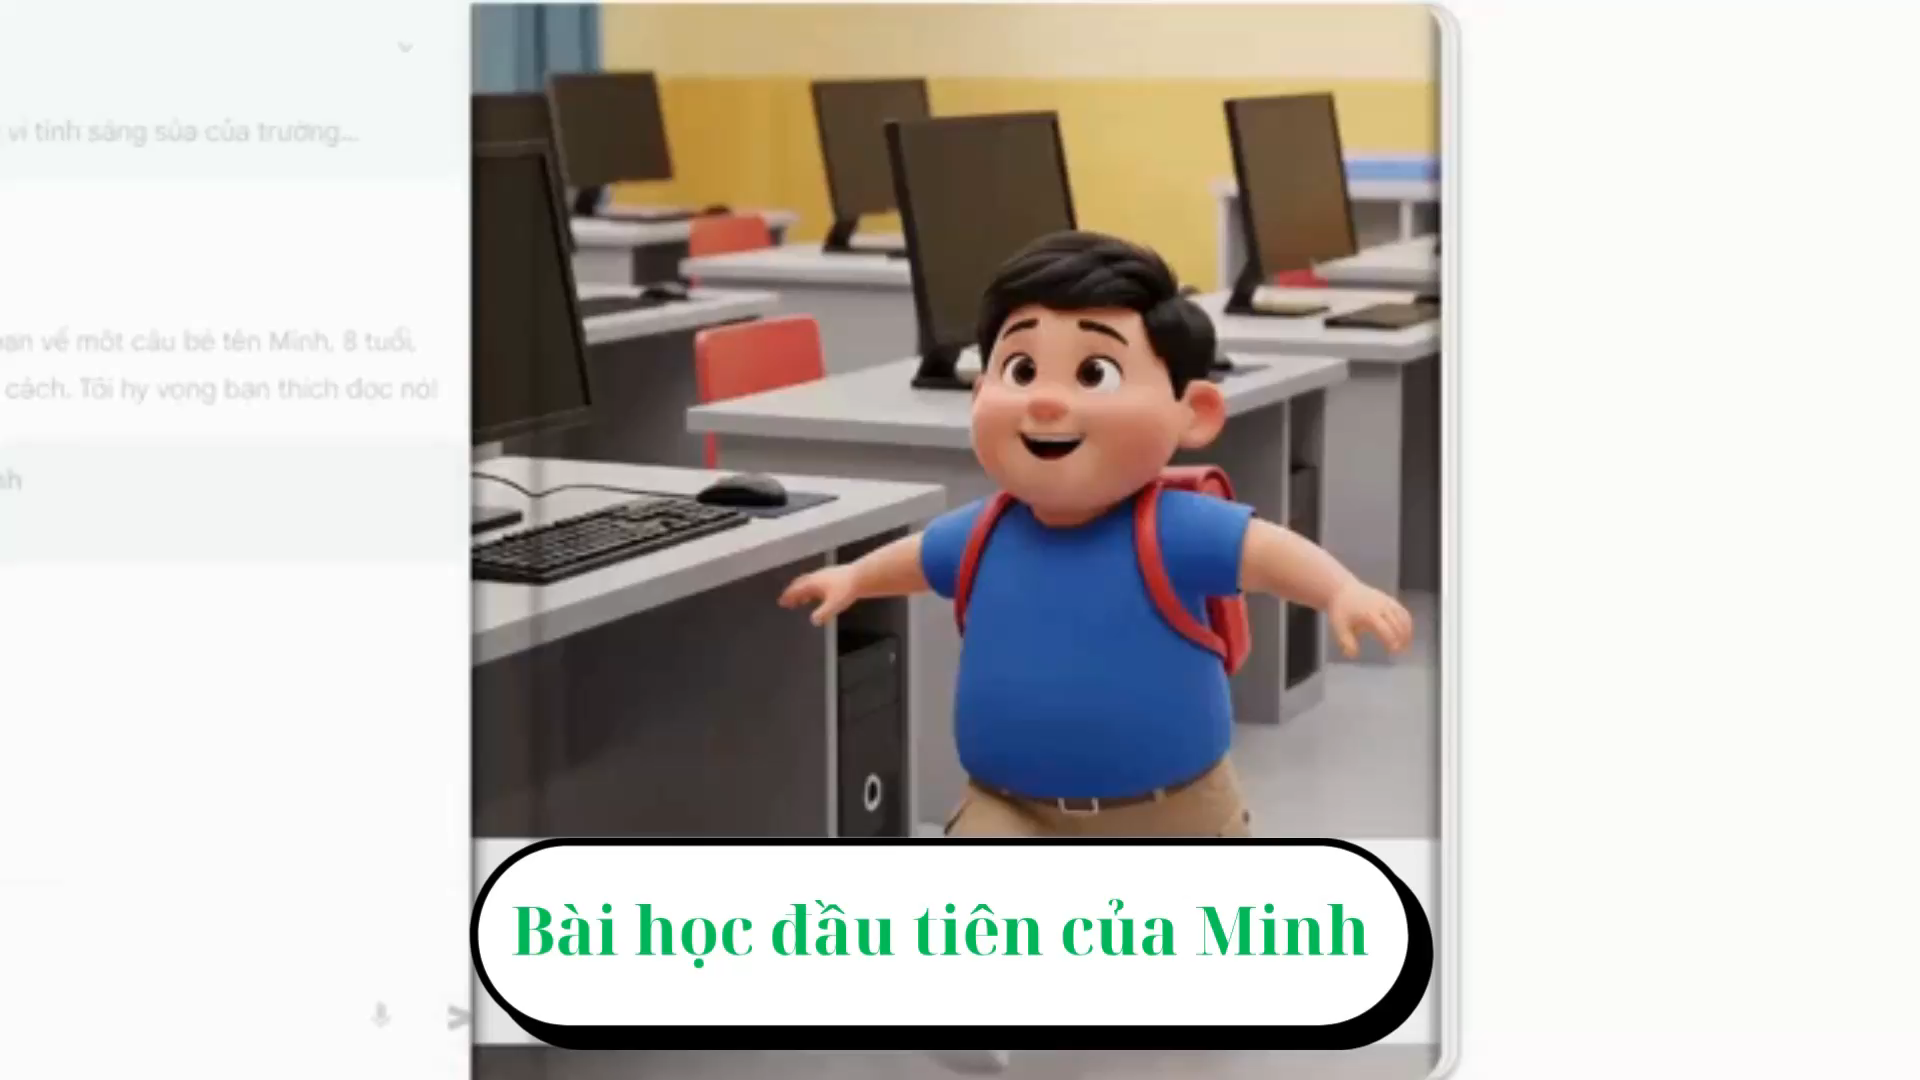 vi tính sáng sủa của trường...
bạn về một cậu bé tên Minh, 8 tuổi,
cách. Tôi hy vọng bạn thích đọc nó!
nh
Bài học đầu tiên của Minh